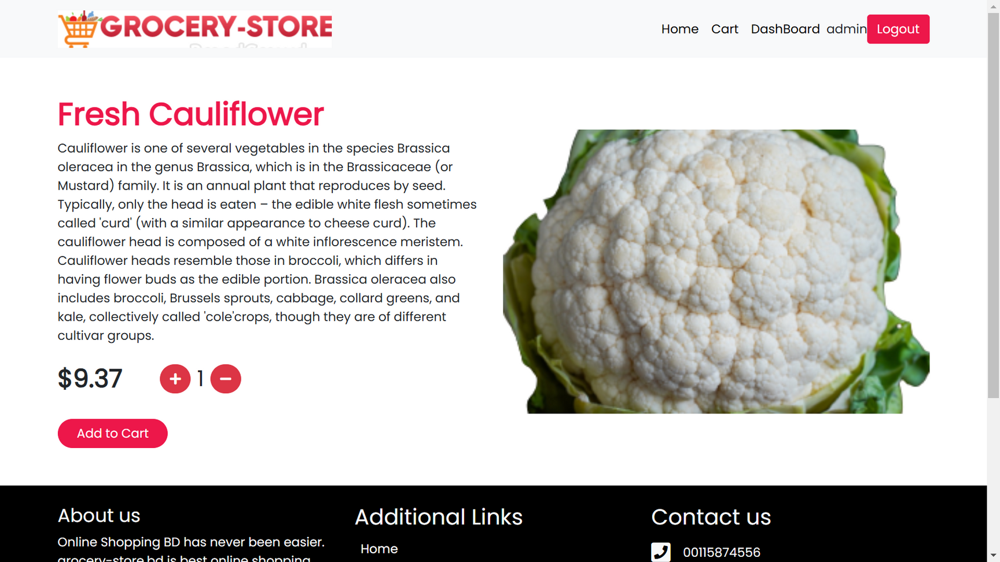 GROCERY-STORE
Home Cart DashBoard admin Logout
Fresh Cauliflower
Cauliflower is one of several vegetables in the species Brassica
oleracea in the genus Brassica, which is in the Brassicaceae (or
Mustard) family. It is an annual plant that reproduces by seed.
Typically, only the head is eaten – the edible white flesh sometimes
called 'curd' (with a similar appearance to cheese curd). The
cauliflower head is composed of a white inflorescence meristem.
Cauliflower heads resemble those in broccoli, which differs in
having flower buds as the edible portion. Brassica oleracea also
includes broccoli, Brussels sprouts, cabbage, collard greens, and
kale, collectively called 'cole'crops, though they are of different
cultivar groups.
$9.37 + 1 −
Add to Cart
About us
Online Shopping BD has never been easier.
grocery-store.bd is best online shopping
Additional Links
Home
Contact us
00115874556